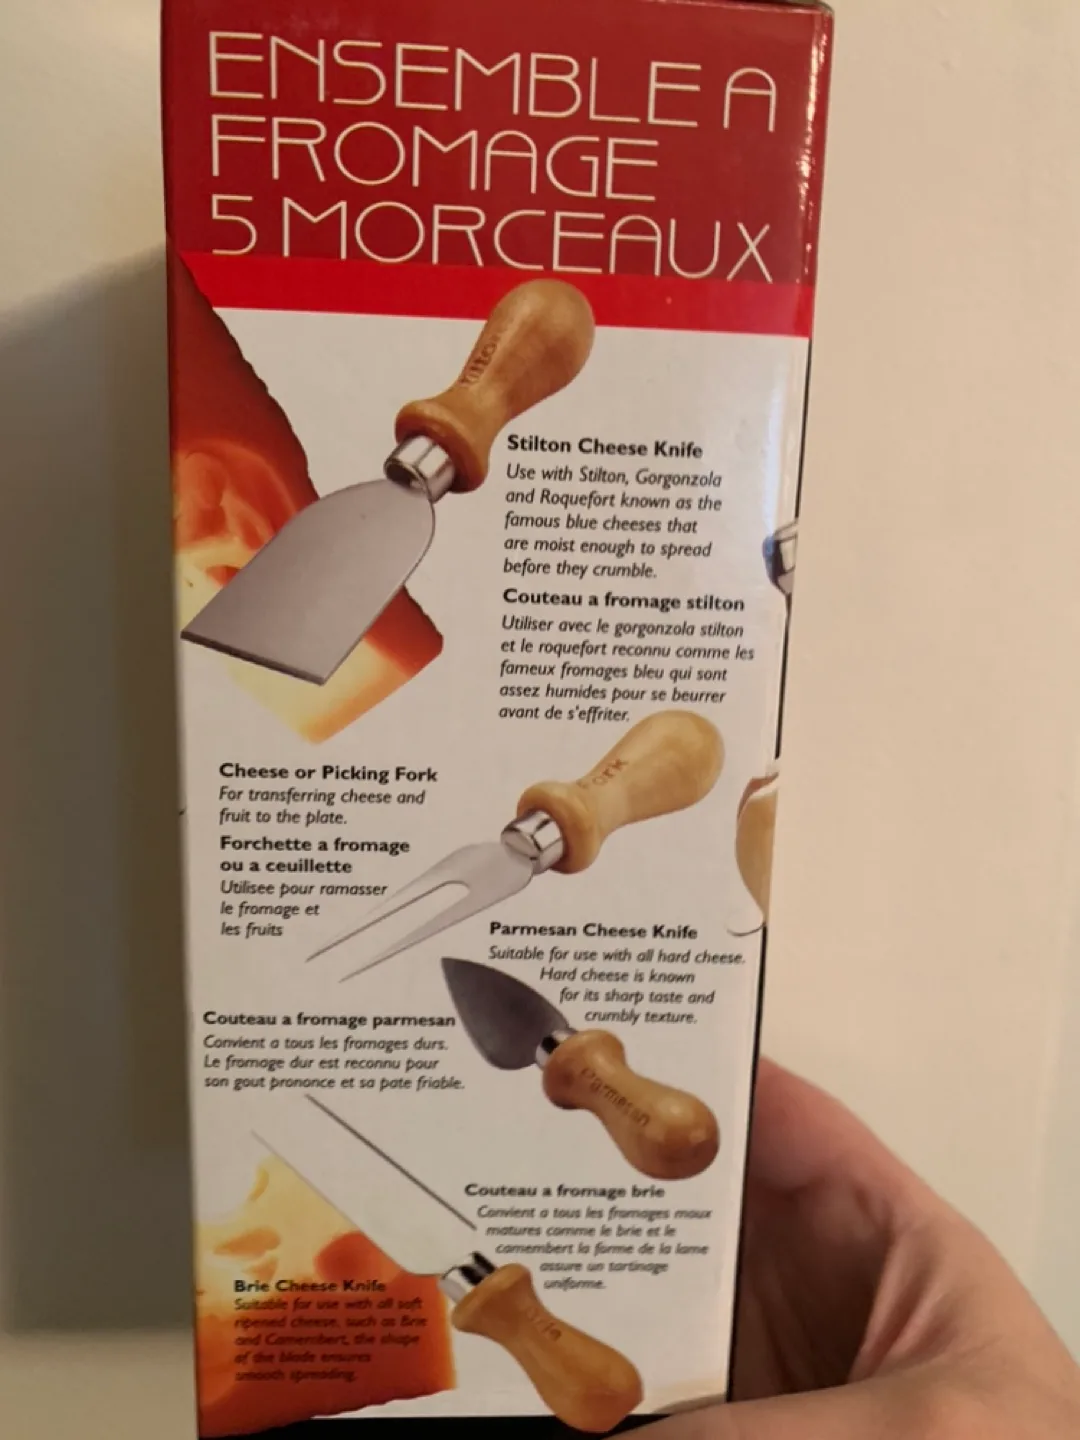 ENSEMBLE A
FROMAGE
5 MORCEAUX
Stilton
Stilton Cheese Knife
Use with Stilton, Gorgonzola
and Roquefort known as the
famous blue cheeses that
are moist enough to spread
before they crumble.
Couteau a fromage stilton
Utiliser avec le gorgonzola stilton
et le roquefort reconnu comme les
fameux fromages bleu qui sont
assez humides pour se beurrer
avant de s'effriter.
Fork
Cheese or Picking Fork
For transferring cheese and
fruit to the plate.
Forchette a fromage
ou a ceuillette
Utilisee pour ramasser
le fromage et
les fruits
Parmesan Cheese Knife
Suitable for use with all hard cheese.
Hard cheese is known
for its sharp taste and
crumbly texture.
Couteau a fromage parmesan
Convient a tous les fromages durs.
Le fromage dur est reconnu pour
son gout prononce et sa pate friable.
Parmesan
Couteau a fromage brie
Convient a tous les fromages moux
matures comme le brie et le
camembert la forme de la lame
assure un tartinage
uniforme.
Brie Cheese Knife
Suitable for use with all soft
ripened cheese, such as Brie
and Camembert, the shape
of the blade ensures
smooth spreading.
Brie